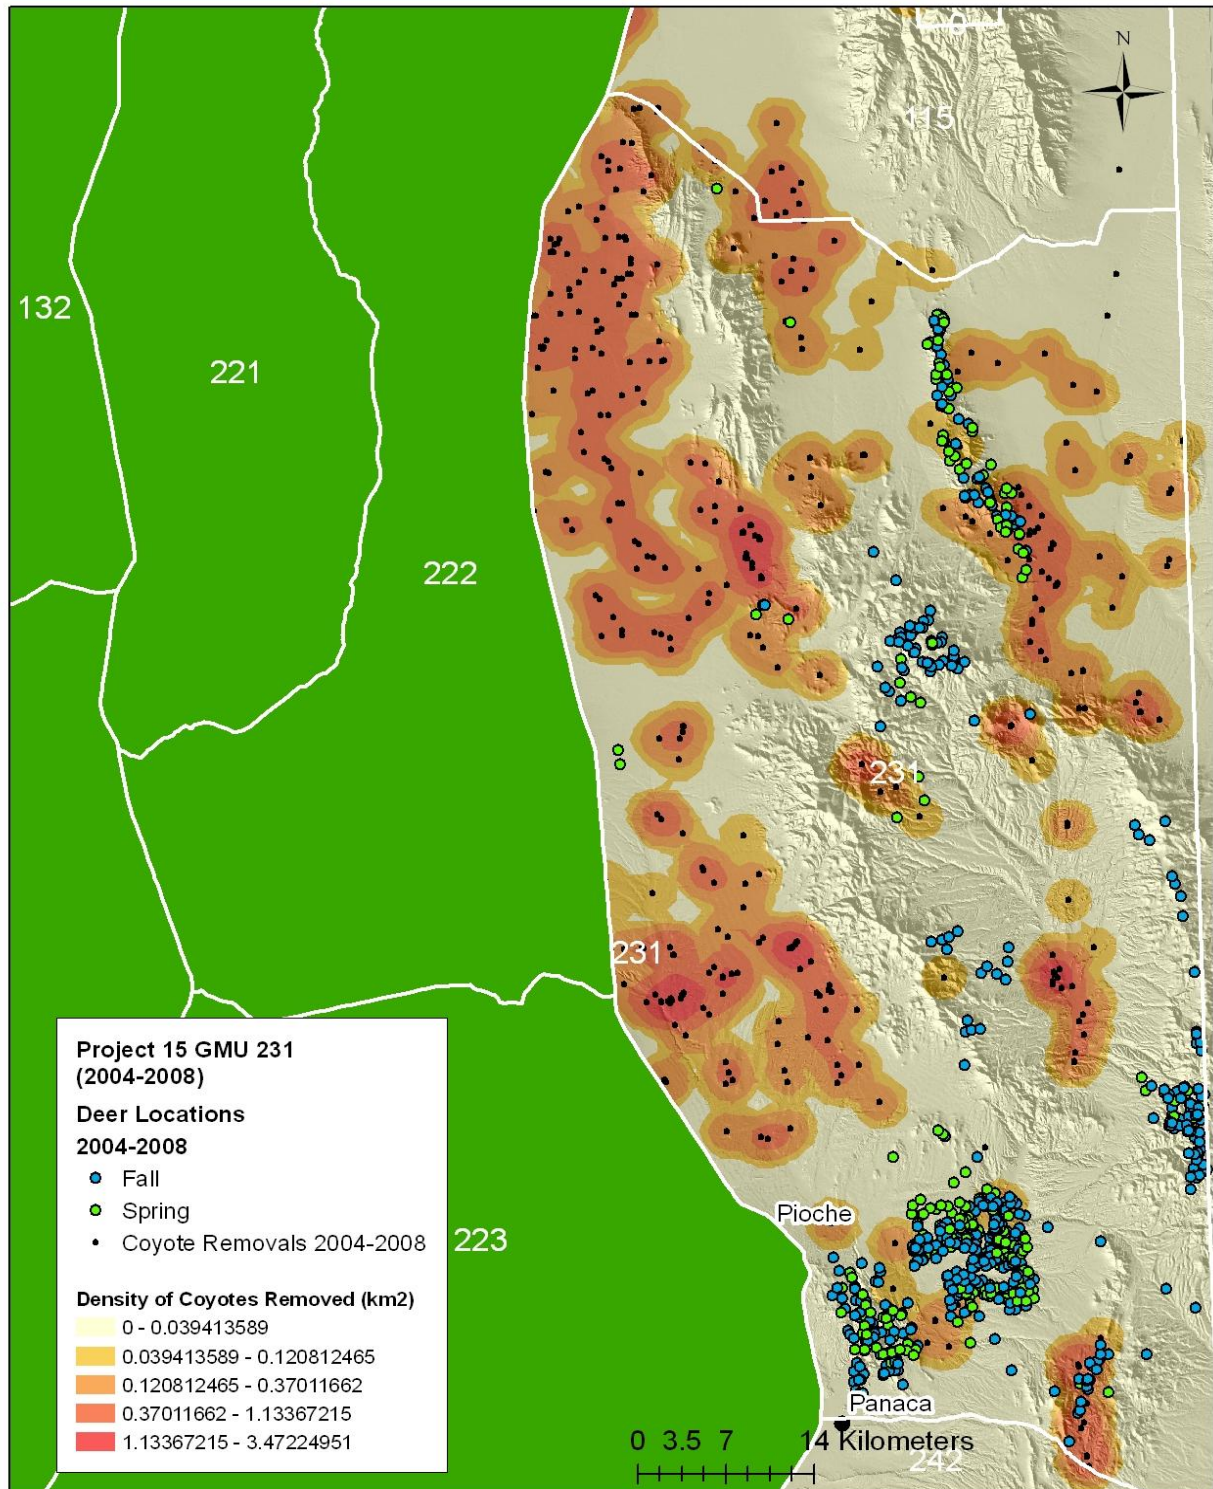 N
115
132
221
222
231
231
Project 15 GMU 231
(2004-2008)
Deer Locations
2004-2008
Fall
Spring
Coyote Removals 2004-2008
223
Pioche
Density of Coyotes Removed (km2)
0 - 0.039413589
0.039413589 - 0.120812465
0.120812465 - 0.37011662
0.37011662 - 1.13367215
1.13367215 - 3.47224951
Panaca
0 3.5 7 14 Kilometers
242